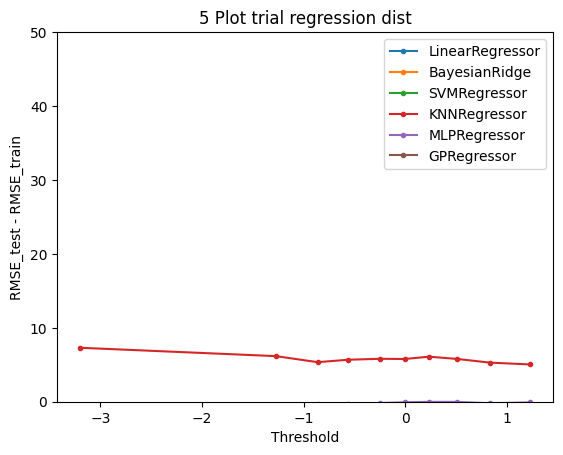 5 Plot trial regression dist
50
40
30
20
10
0
RMSE_test - RMSE_train
LinearRegressor
BayesianRidge
SVMRegressor
KNNRegressor
MLPRegressor
GPRegressor
−3 −2 −1 0 1
Threshold